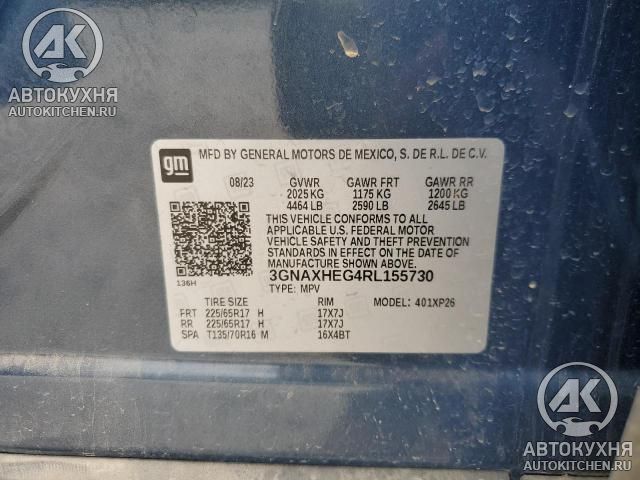 AK
АВТОКУХНЯ
AUTOKITCHEN.RU
gm
MFD BY GENERAL MOTORS DE MEXICO, S. DE R.L. DE C.V.
08/23 GVWR GAWR FRT GAWR RR
2025 KG 1175 KG 1200 KG
4464 LB 2590 LB 2645 LB
THIS VEHICLE CONFORMS TO ALL
APPLICABLE U.S. FEDERAL MOTOR
VEHICLE SAFETY AND THEFT PREVENTION
STANDARDS IN EFFECT ON THE DATE OF
MANUFACTURE SHOWN ABOVE.
136H
3GNAXHEG4RL155730
TYPE: MPV
TIRE SIZE RIM MODEL: 401XP26
FRT 225/65R17 H 17X7J
RR 225/65R17 H 17X7J
SPA T135/70R16 M 16X4BT
AK
АВТОКУХНЯ
AUTOKITCHEN.RU